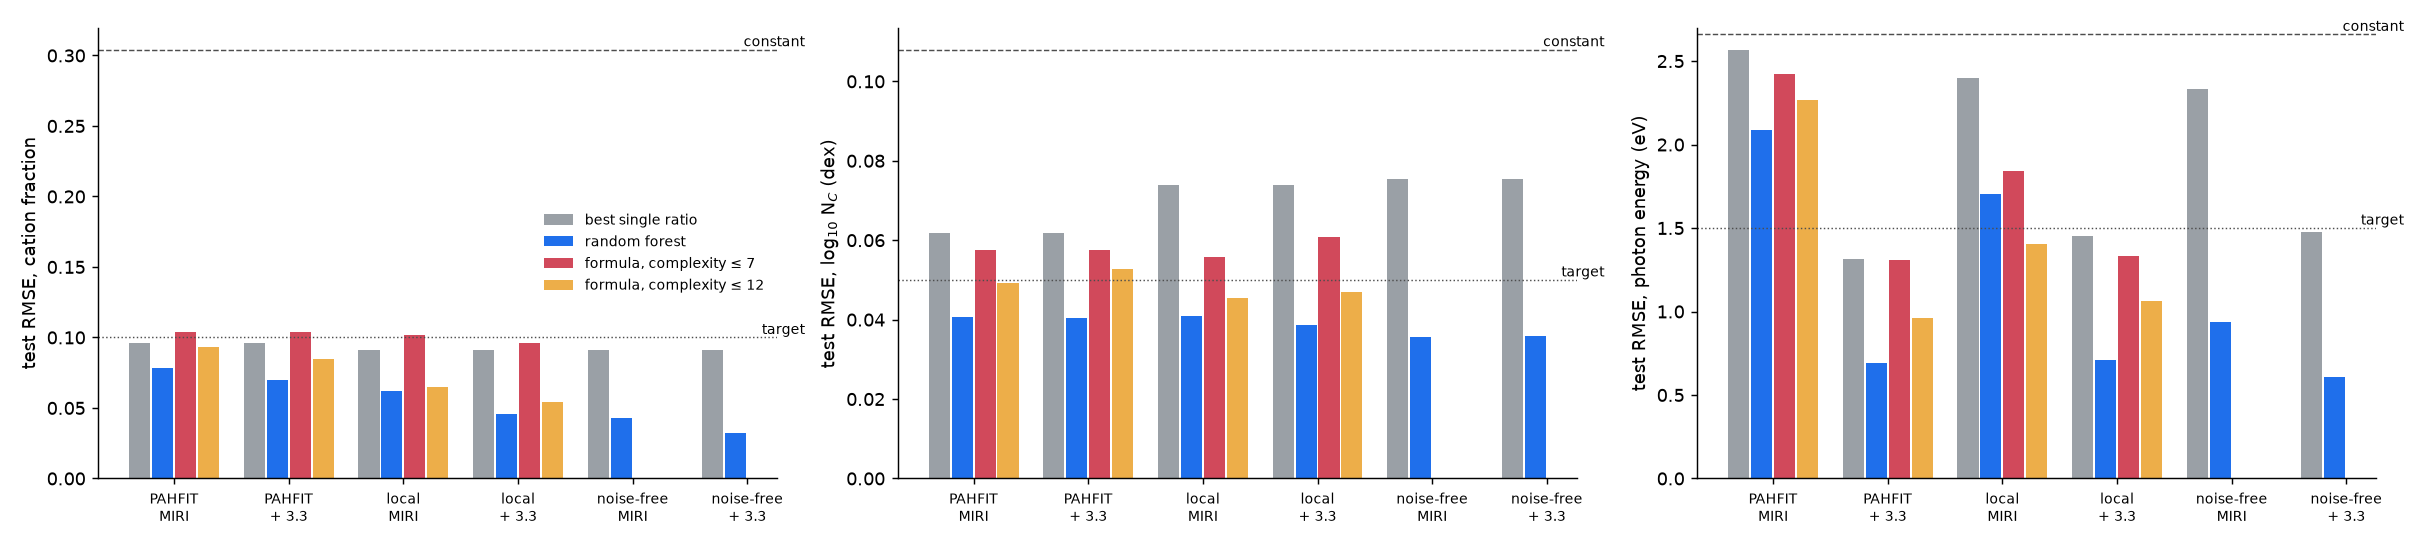 test RMSE, cation fraction
0.30
0.25
0.20
0.15
0.10
0.05
0.00
constant
target
best single ratio
random forest
formula, complexity ≤ 7
formula, complexity ≤ 12
PAHFIT
MIRI
PAHFIT
+ 3.3
local
MIRI
local
+ 3.3
noise-free
MIRI
noise-free
+ 3.3
test RMSE, log₁₀ N_C (dex)
0.10
0.08
0.06
0.04
0.02
0.00
constant
target
PAHFIT
MIRI
PAHFIT
+ 3.3
local
MIRI
local
+ 3.3
noise-free
MIRI
noise-free
+ 3.3
test RMSE, photon energy (eV)
2.5
2.0
1.5
1.0
0.5
0.0
constant
target
PAHFIT
MIRI
PAHFIT
+ 3.3
local
MIRI
local
+ 3.3
noise-free
MIRI
noise-free
+ 3.3